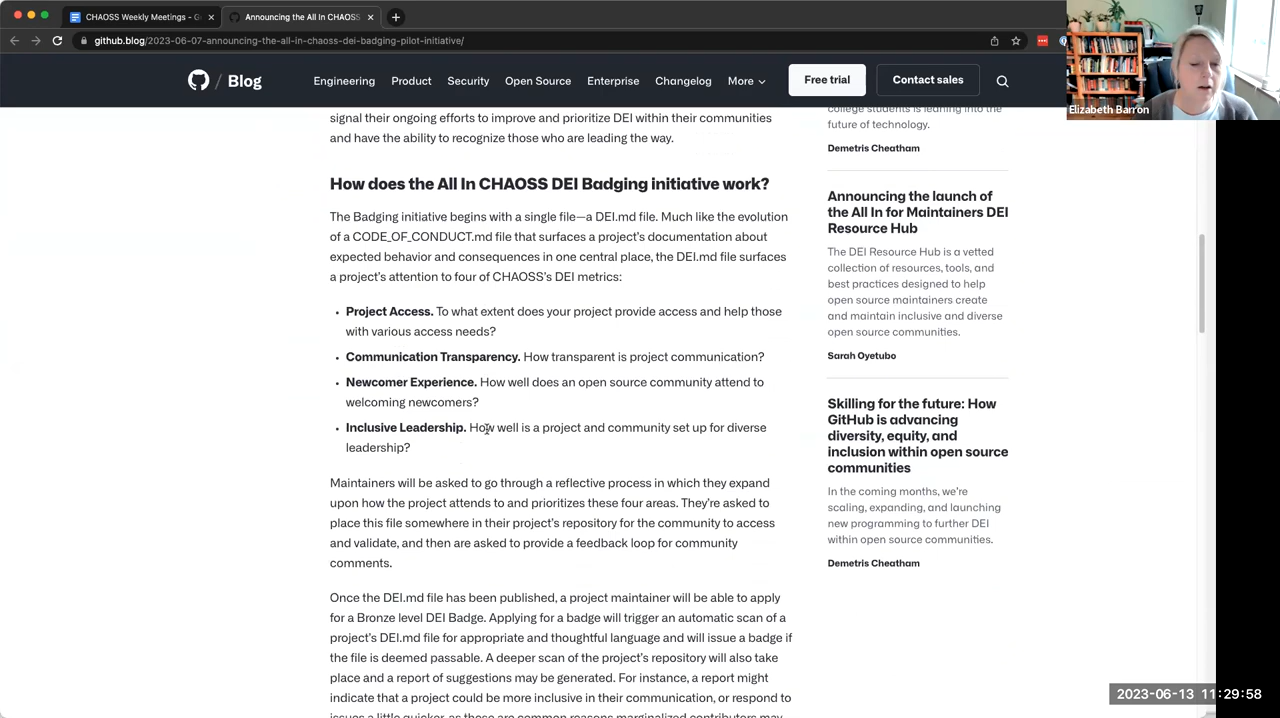 CHAOSS Weekly Meetings - G
Announcing the All In CHAOSS
github.blog/2023-06-07-announcing-the-all-in-chaoss-dei-badging-pilot-initiative/
Blog
Engineering
Product
Security
Open Source
Enterprise
Changelog
More
Free trial
Contact sales
Elizabeth Barron
signal their ongoing efforts to improve and prioritize DEI within their communities
and have the ability to recognize those who are leading the way.
How does the All In CHAOSS DEI Badging initiative work?
The Badging initiative begins with a single file—a DEI.md file. Much like the evolution
of a CODE_OF_CONDUCT.md file that surfaces a project's documentation about
expected behavior and consequences in one central place, the DEI.md file surfaces
a project's attention to four of CHAOSS's DEI metrics:
• Project Access. To what extent does your project provide access and help those
with various access needs?
• Communication Transparency. How transparent is project communication?
• Newcomer Experience. How well does an open source community attend to
welcoming newcomers?
• Inclusive Leadership. How well is a project and community set up for diverse
leadership?
Maintainers will be asked to go through a reflective process in which they expand
upon how the project attends to and prioritizes these four areas. They're asked to
place this file somewhere in their project's repository for the community to access
and validate, and then are asked to provide a feedback loop for community
comments.
Once the DEI.md file has been published, a project maintainer will be able to apply
for a Bronze level DEI Badge. Applying for a badge will trigger an automatic scan of a
project's DEI.md file for appropriate and thoughtful language and will issue a badge if
the file is deemed passable. A deeper scan of the project's repository will also take
place and a report of suggestions may be generated. For instance, a report might
indicate that a project could be more inclusive in their communication, or respond to
issues a little quicker, as those are common reasons marginalized contributors may
college students is leaning into the
future of technology.
Demetris Cheatham
Announcing the launch of
the All In for Maintainers DEI
Resource Hub
The DEI Resource Hub is a vetted
collection of resources, tools, and
best practices designed to help
open source maintainers create
and maintain inclusive and diverse
open source communities.
Sarah Oyetubo
Skilling for the future: How
GitHub is advancing
diversity, equity, and
inclusion within open source
communities
In the coming months, we're
scaling, expanding, and launching
new programming to further DEI
within open source communities.
Demetris Cheatham
2023-06-13 11:29:58